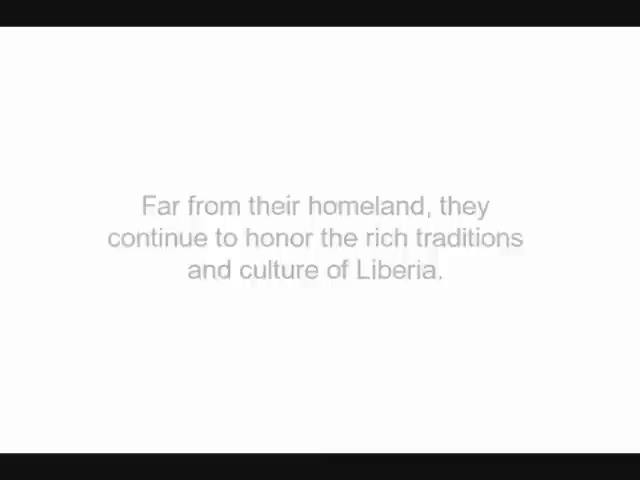 Far from their homeland, they
continue to honor the rich traditions
and culture of Liberia.